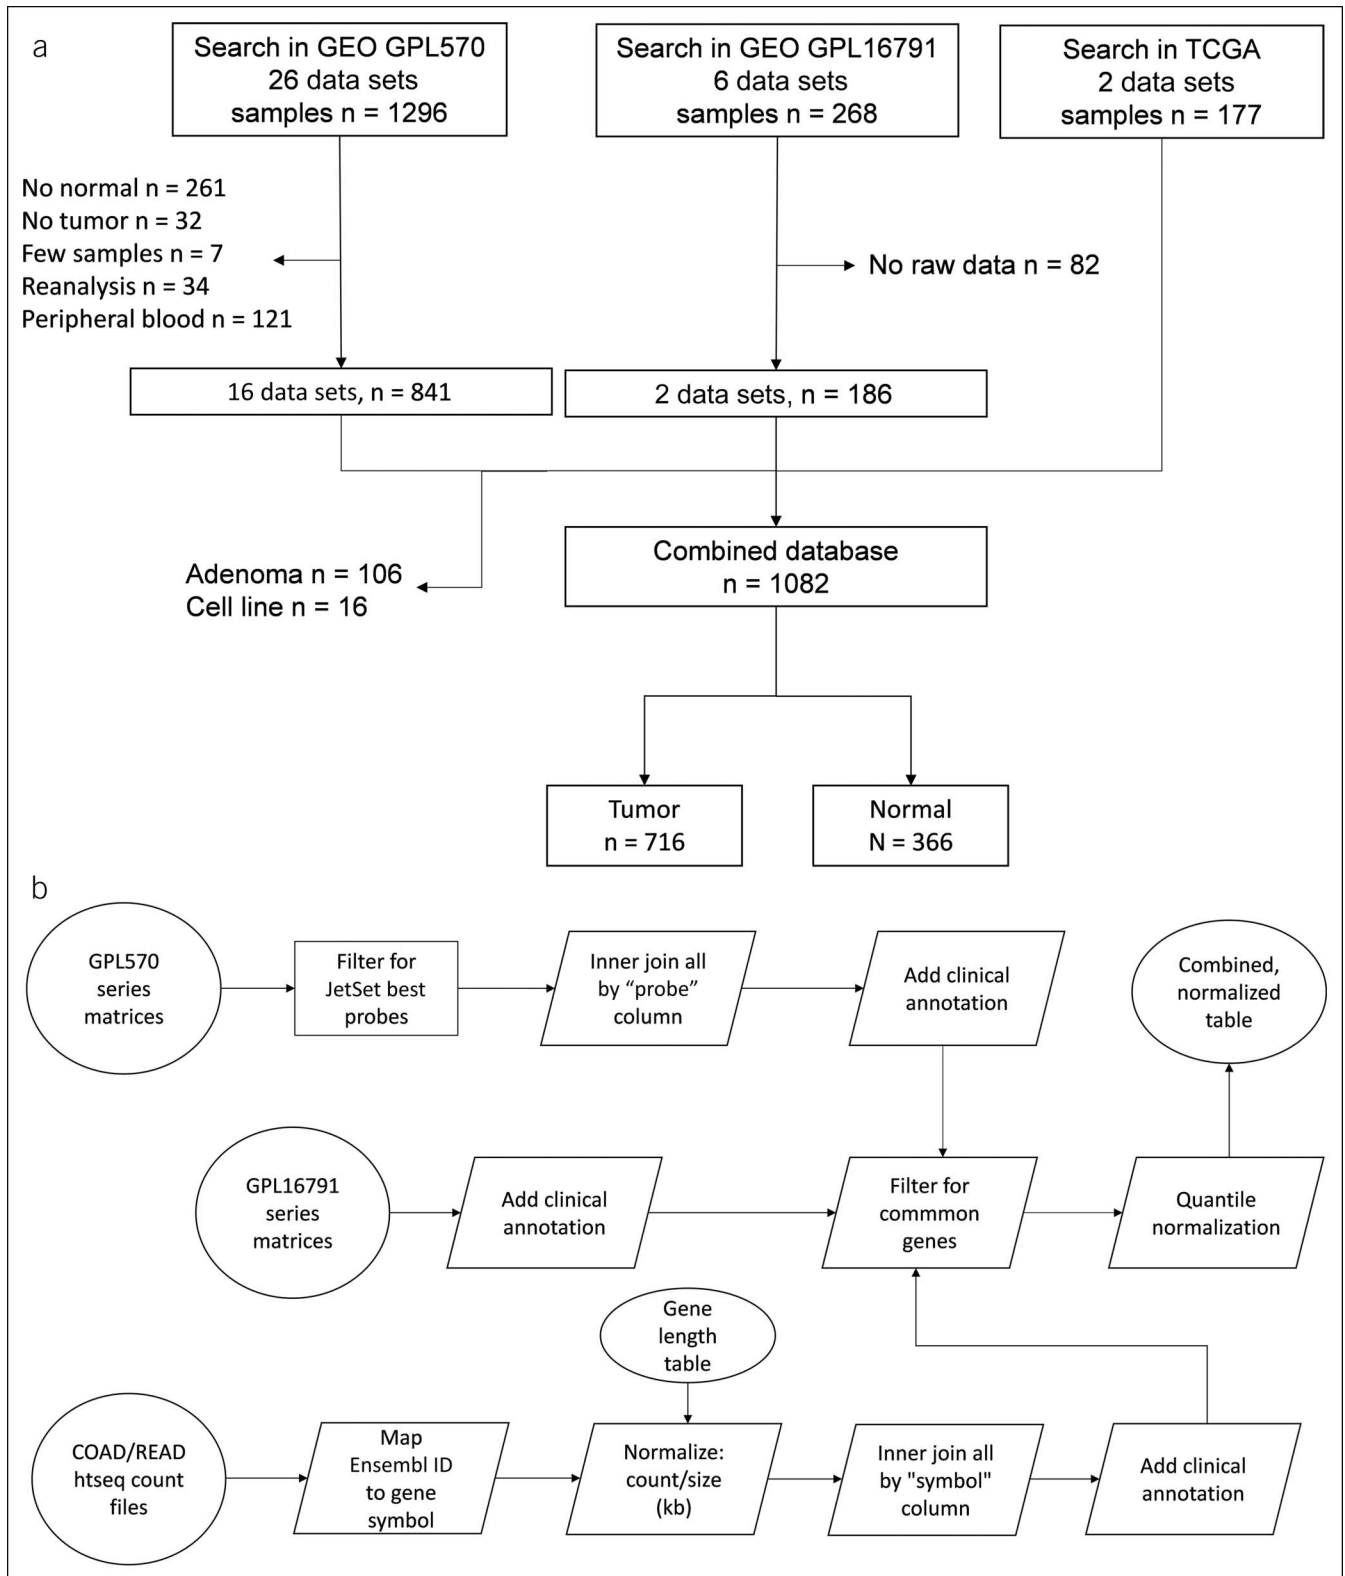 a
Search in GEO GPL570
26 data sets
samples n = 1296
Search in GEO GPL16791
6 data sets
samples n = 268
Search in TCGA
2 data sets
samples n = 177
No normal n = 261
No tumor n = 32
Few samples n = 7
Reanalysis n = 34
Peripheral blood n = 121
No raw data n = 82
16 data sets, n = 841
2 data sets, n = 186
Adenoma n = 106
Cell line n = 16
Combined database
n = 1082
Tumor
n = 716
Normal
N = 366
b
GPL570
series
matrices
Filter for
JetSet best
probes
Inner join all
by “probe”
column
Add clinical
annotation
Combined,
normalized
table
GPL16791
series
matrices
Add clinical
annotation
Filter for
commmon
genes
Quantile
normalization
Gene
length
table
COAD/READ
htseq count
files
Map
Ensembl ID
to gene
symbol
Normalize:
count/size
(kb)
Inner join all
by "symbol"
column
Add clinical
annotation